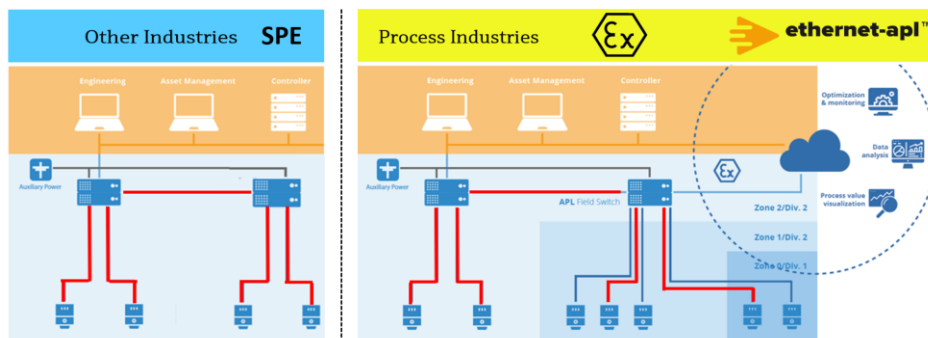 Other Industries SPE
Process Industries Ex ethernet-apl™
Engineering
Asset Management
Controller
Auxiliary Power
Engineering
Asset Management
Controller
Optimization
& monitoring
Data
analysis
Process value
visualization
Auxiliary Power
APL Field Switch
Ex
Zone 2/Div. 2
Zone 1/Div. 2
Zone 0/Div. 1